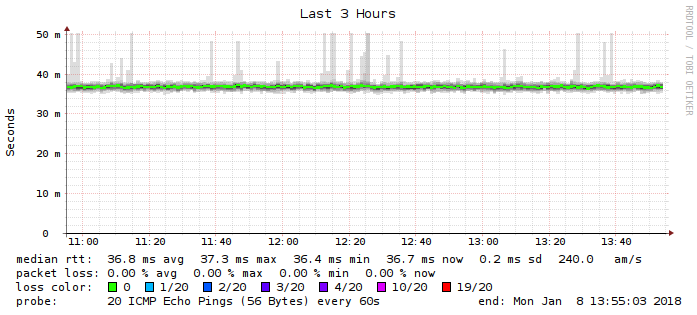 Last 3 Hours
RRDTOOL / TOBI OETIKER
Seconds
50 m
40 m
30 m
20 m
10 m
0
11:00 11:20 11:40 12:00 12:20 12:40 13:00 13:20 13:40
median rtt: 36.8 ms avg 37.3 ms max 36.4 ms min 36.7 ms now 0.2 ms sd 240.0 am/s
packet loss: 0.00 % avg 0.00 % max 0.00 % min 0.00 % now
loss color: 0 1/20 2/20 3/20 4/20 10/20 19/20
probe: 20 ICMP Echo Pings (56 Bytes) every 60s end: Mon Jan 8 13:55:03 2018